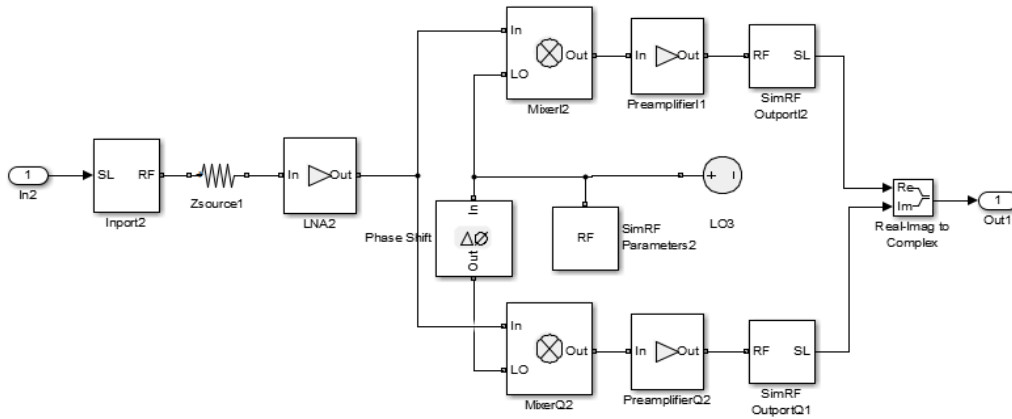 In
Out
LO
MixerI2
In
Out
PreamplifierI1
RF
SL
SimRF
OutportI2
1
In2
SL
RF
Inport2
Zsource1
In
Out
LNA2
In
ΔØ
Out
Phase Shift
RF
SimRF
Parameters2
LO3
Re
Im
Real-Imag to
Complex
1
Out1
In
Out
LO
MixerQ2
In
Out
PreamplifierQ2
RF
SL
SimRF
OutportQ1